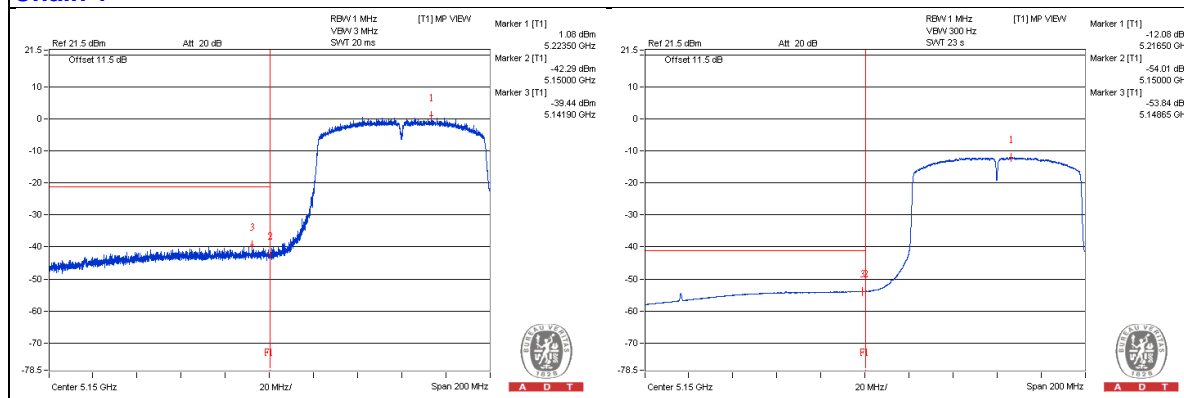 RBW 1 MHz
VBW 3 MHz
SWT 20 ms
[T1] MP VIEW
Ref 21.5 dBm
Att 20 dB
Offset 11.5 dB
Marker 1 [T1]
1.08 dBm
5.22350 GHz
Marker 2 [T1]
-42.29 dBm
5.15000 GHz
Marker 3 [T1]
-39.44 dBm
5.14190 GHz
21.5
10
0
-10
-20
-30
-40
-50
-60
-70
-78.5
1
2
3
F1
Center 5.15 GHz
20 MHz/
Span 200 MHz
BUREAU VERITAS
1828
A D T
RBW 1 MHz
VBW 300 Hz
SWT 23 s
[T1] MP VIEW
Ref 21.5 dBm
Att 20 dB
Offset 11.5 dB
Marker 1 [T1]
-12.08 dB
5.21650 GH
Marker 2 [T1]
-54.01 dB
5.15000 GH
Marker 3 [T1]
-53.84 dB
5.14865 GH
21.5
10
0
-10
-20
-30
-40
-50
-60
-70
-78.5
1
32
F1
Center 5.15 GHz
20 MHz/
Span 200 MHz
BUREAU VERITAS
1828
A D T